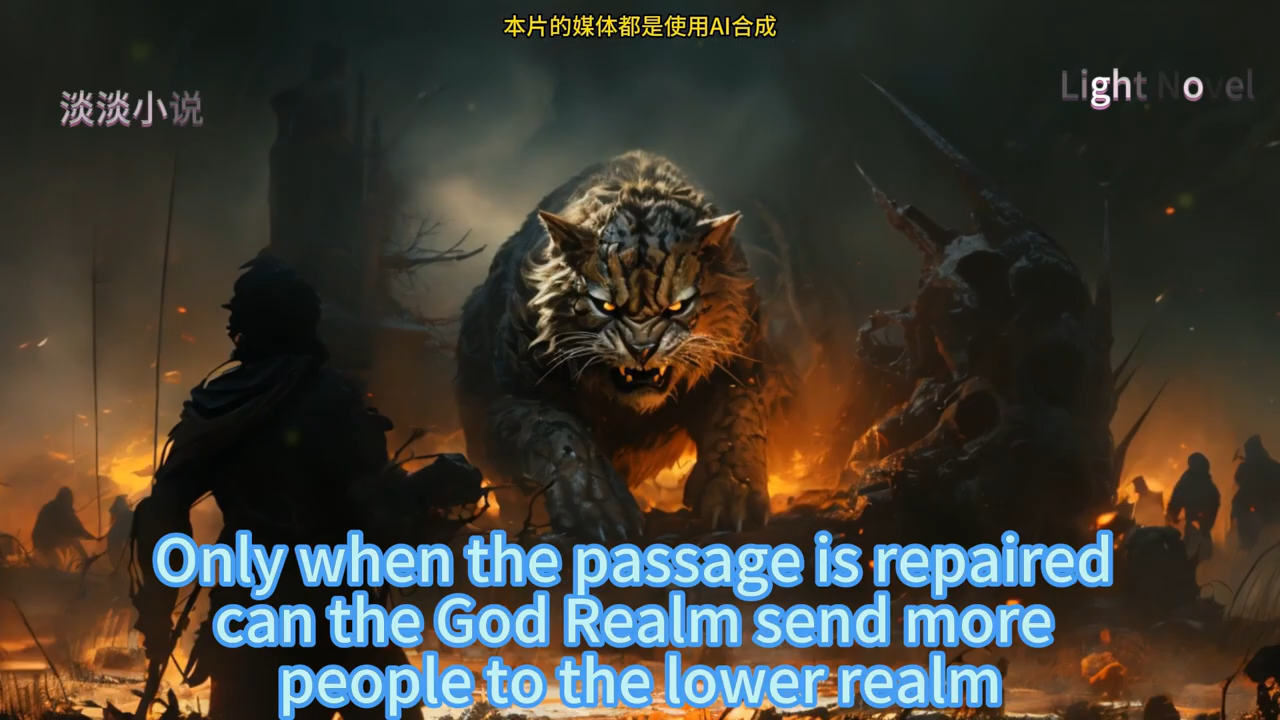 本片的媒体都是使用AI合成
淡淡小说
Light Novel
Only when the passage is repaired
can the God Realm send more
people to the lower realm